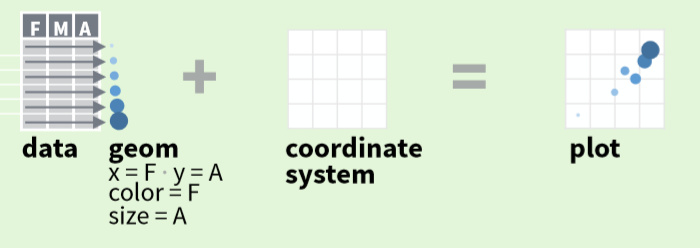 F M A
+
=
data
geom
x = F · y = A
color = F
size = A
coordinate
system
plot